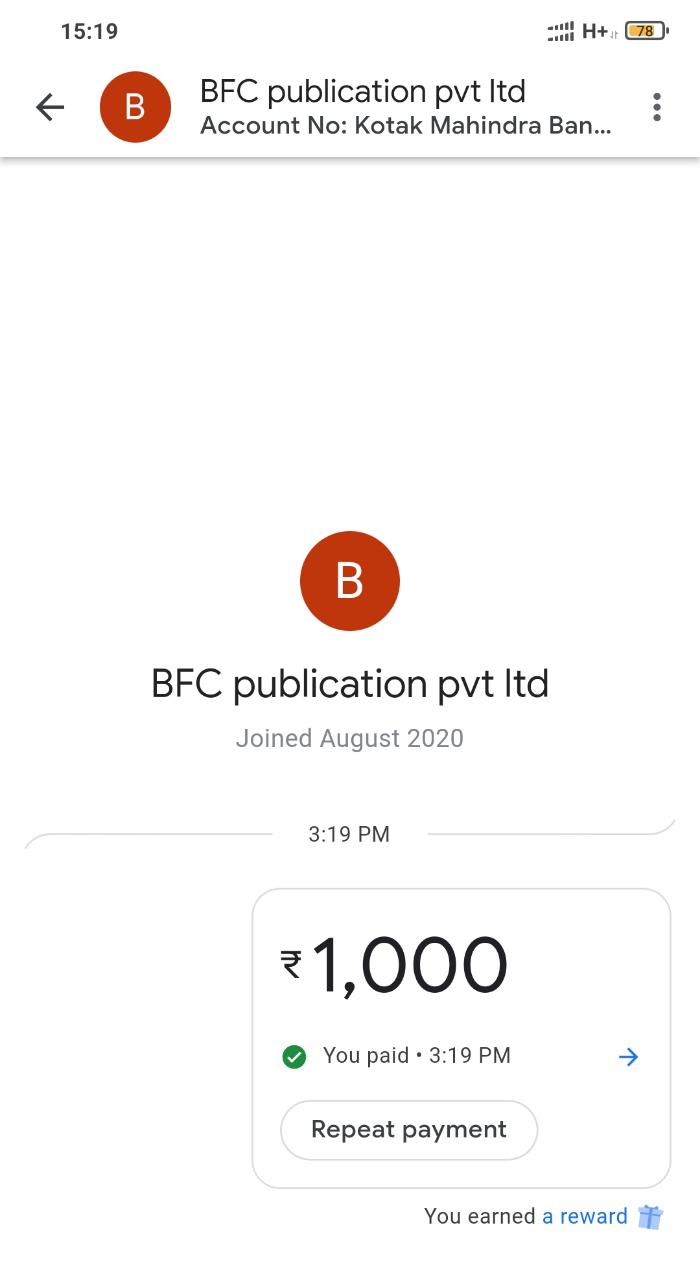 15:19 H+ 78
B
BFC publication pvt ltd
Account No: Kotak Mahindra Ban...
B
BFC publication pvt ltd
Joined August 2020
3:19 PM
₹1,000
You paid • 3:19 PM
Repeat payment
You earned a reward